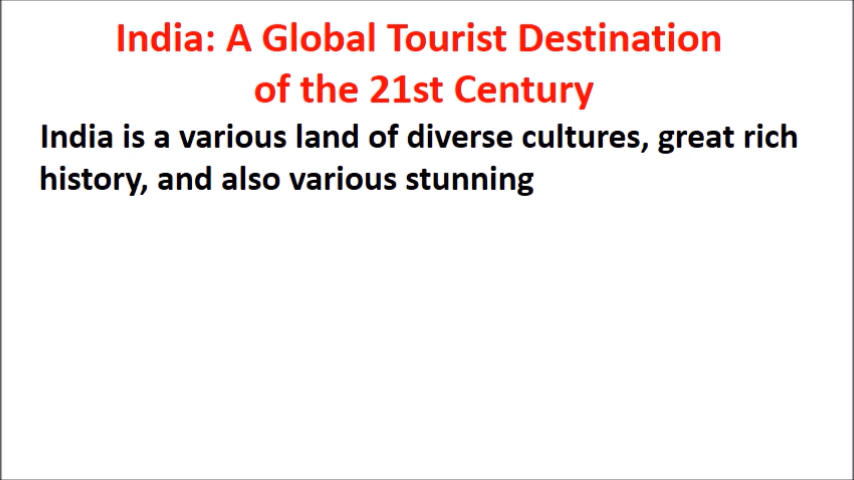 India: A Global Tourist Destination
of the 21st Century
India is a various land of diverse cultures, great rich
history, and also various stunning